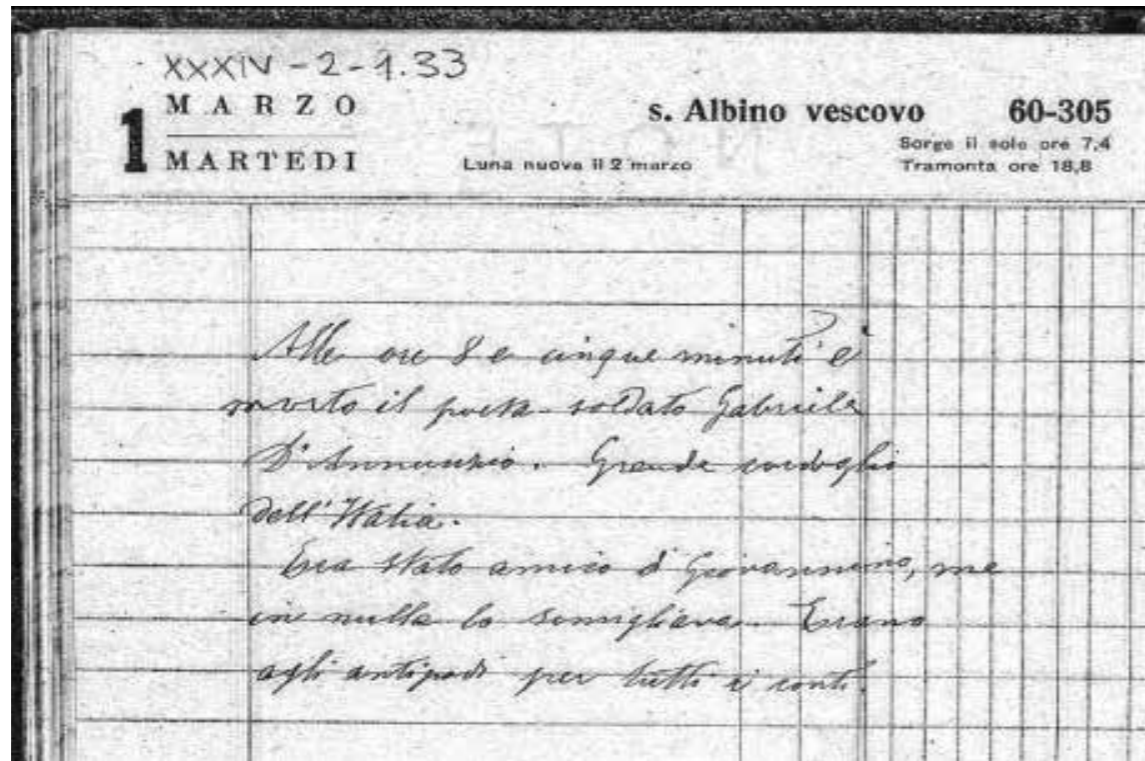 XXXIV-2-1.33
1 MARZO
MARTEDI
s. Albino vescovo 60-305
Luna nuova il 2 marzo
Sorge il sole ore 7,4
Tramonta ore 18,8
Alle ore 8 e cinque minuti è
morto il poeta-soldato Gabriele
D'Annunzio. Grande cordoglio
dell'Italia.
Era stato amico di Giovannino, ma
in nulla lo somigliava. Erano
agli antipodi per tutti i conti.